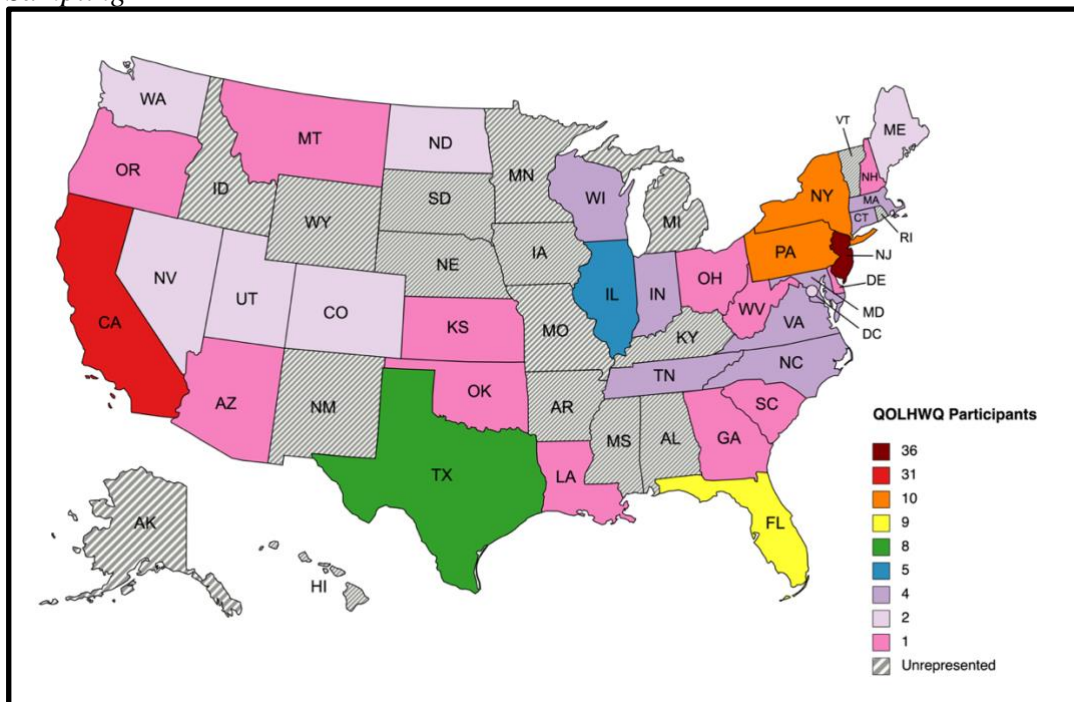 Sampling
WA
MT
ND
MN
VT
ME
OR
ID
WY
SD
WI
MI
NY
NH
MA
CT
RI
NV
UT
CO
NE
IA
IL
IN
OH
PA
NJ
DE
MD
DC
CA
KS
MO
KY
WV
VA
AZ
NM
OK
AR
TN
NC
TX
LA
MS
AL
GA
SC
FL
AK
HI
QOLHWQ Participants
36
31
10
9
8
5
4
2
1
Unrepresented